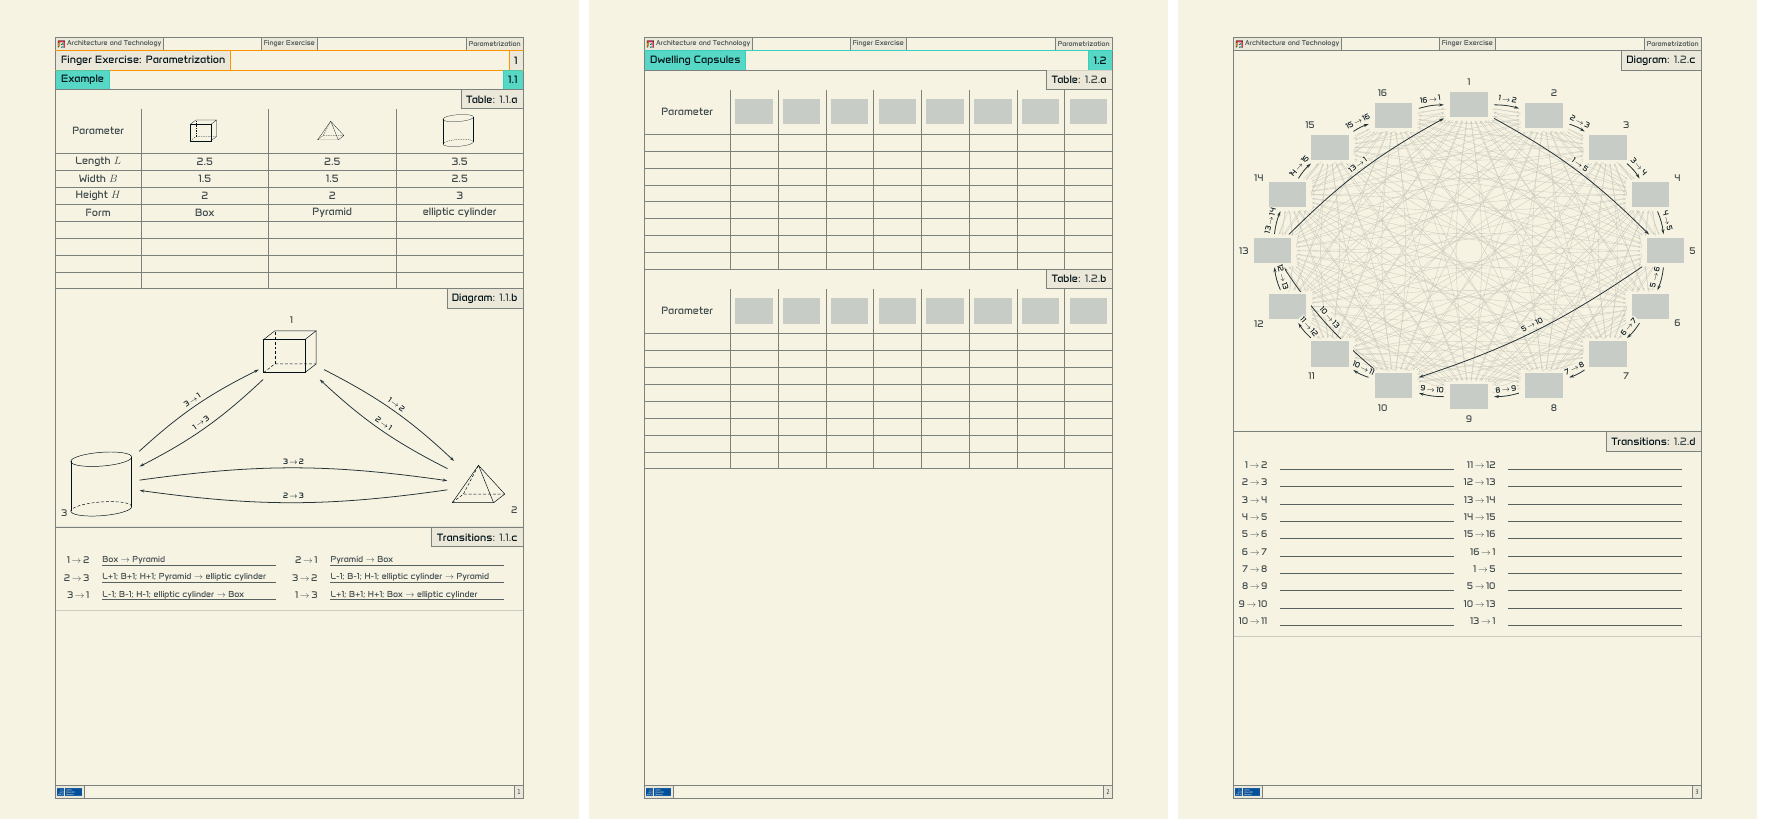 Architecture and Technology Finger Exercise Parametrization
Finger Exercise: Parametrization 1
Example 1.1
Table: 1.1.a
Parameter
Length L 2.5 2.5 3.5
Width B 1.5 1.5 2.5
Height H 2 2 3
Form Box Pyramid elliptic cylinder
Diagram: 1.1.b
1
3→1
1→3
1→2
2→1
3→2
2→3
3
2
Transitions: 1.1.c
1→2 Box → Pyramid 2→1 Pyramid → Box
2→3 L+1; B+1; H+1; Pyramid → elliptic cylinder 3→2 L-1; B-1; H-1; elliptic cylinder → Pyramid
3→1 L-1; B-1; H-1; elliptic cylinder → Box 1→3 L+1; B+1; H+1; Box → elliptic cylinder
1
Architecture and Technology Finger Exercise Parametrization
Dwelling Capsules 1.2
Table: 1.2.a
Parameter
Table: 1.2.b
Parameter
2
Architecture and Technology Finger Exercise Parametrization
Diagram: 1.2.c
1
16 2
16→1 1→2
15→16 2→3
15 3
14→15 3→4
13→1 1→5
14 4
13→14 4→5
13 5
12→13 5→6
10→13 5→10
12 6
11→12 6→7
10→11 7→8
11 7
9→10 8→9
10 8
9
Transitions: 1.2.d
1→2 11→12
2→3 12→13
3→4 13→14
4→5 14→15
5→6 15→16
6→7 16→1
7→8 1→5
8→9 5→10
9→10 10→13
10→11 13→1
3